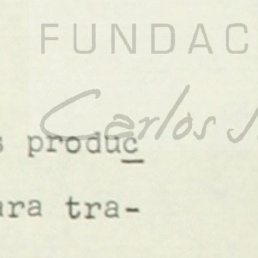 FUNDAC
Carlos J.
s produc
ara tra-